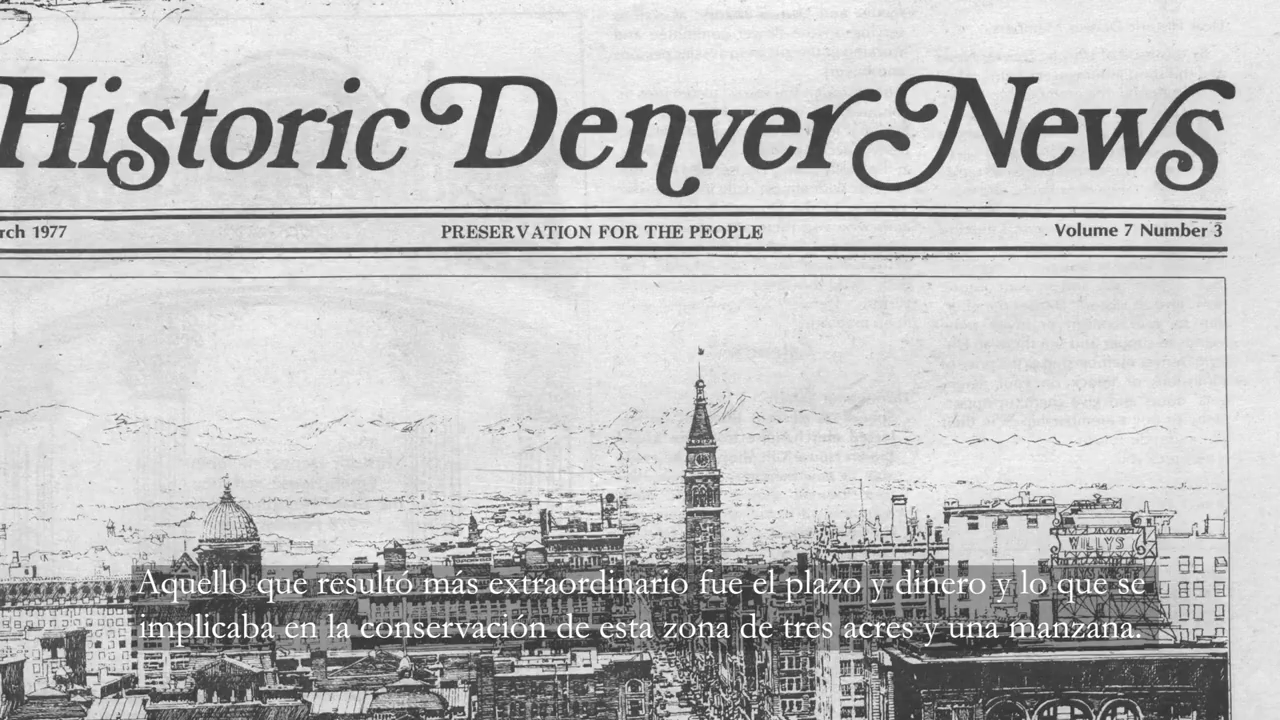 Historic Denver News
rch 1977 PRESERVATION FOR THE PEOPLE Volume 7 Number 3
WILLYS
Aquello que resultó más extraordinario fue el plazo y dinero y lo que se
implicaba en la conservación de esta zona de tres acres y una manzana.